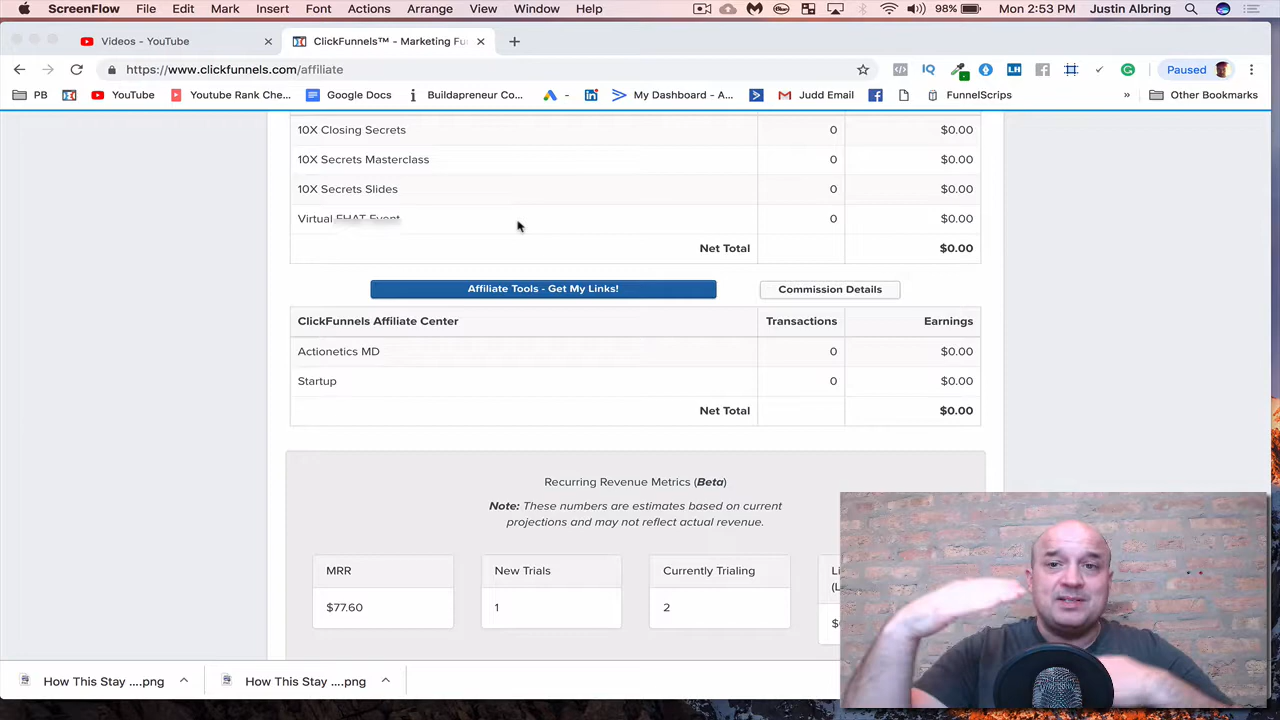 ScreenFlow File Edit View Insert Font Actions Arrange View Window Help 98% Mon 2:53 PM Justin Albring
Videos - YouTube
ClickFunnels™ - Marketing Fu
https://www.clickfunnels.com/affiliate
Paused
PB YouTube Youtube Rank Che... Google Docs Buildapreneur Co... - My Dashboard - A... Judd Email FunnelScrips » Other Bookmarks
10X Closing Secrets 0 $0.00
10X Secrets Masterclass 0 $0.00
10X Secrets Slides 0 $0.00
Virtual FHAT Event 0 $0.00
Net Total $0.00
Affiliate Tools - Get My Links! Commission Details
ClickFunnels Affiliate Center Transactions Earnings
Actionetics MD 0 $0.00
Startup 0 $0.00
Net Total $0.00
Recurring Revenue Metrics (Beta)
Note: These numbers are estimates based on current
projections and may not reflect actual revenue.
MRR New Trials Currently Trialing
$77.60 1 2
How This Stay ....png How This Stay ....png